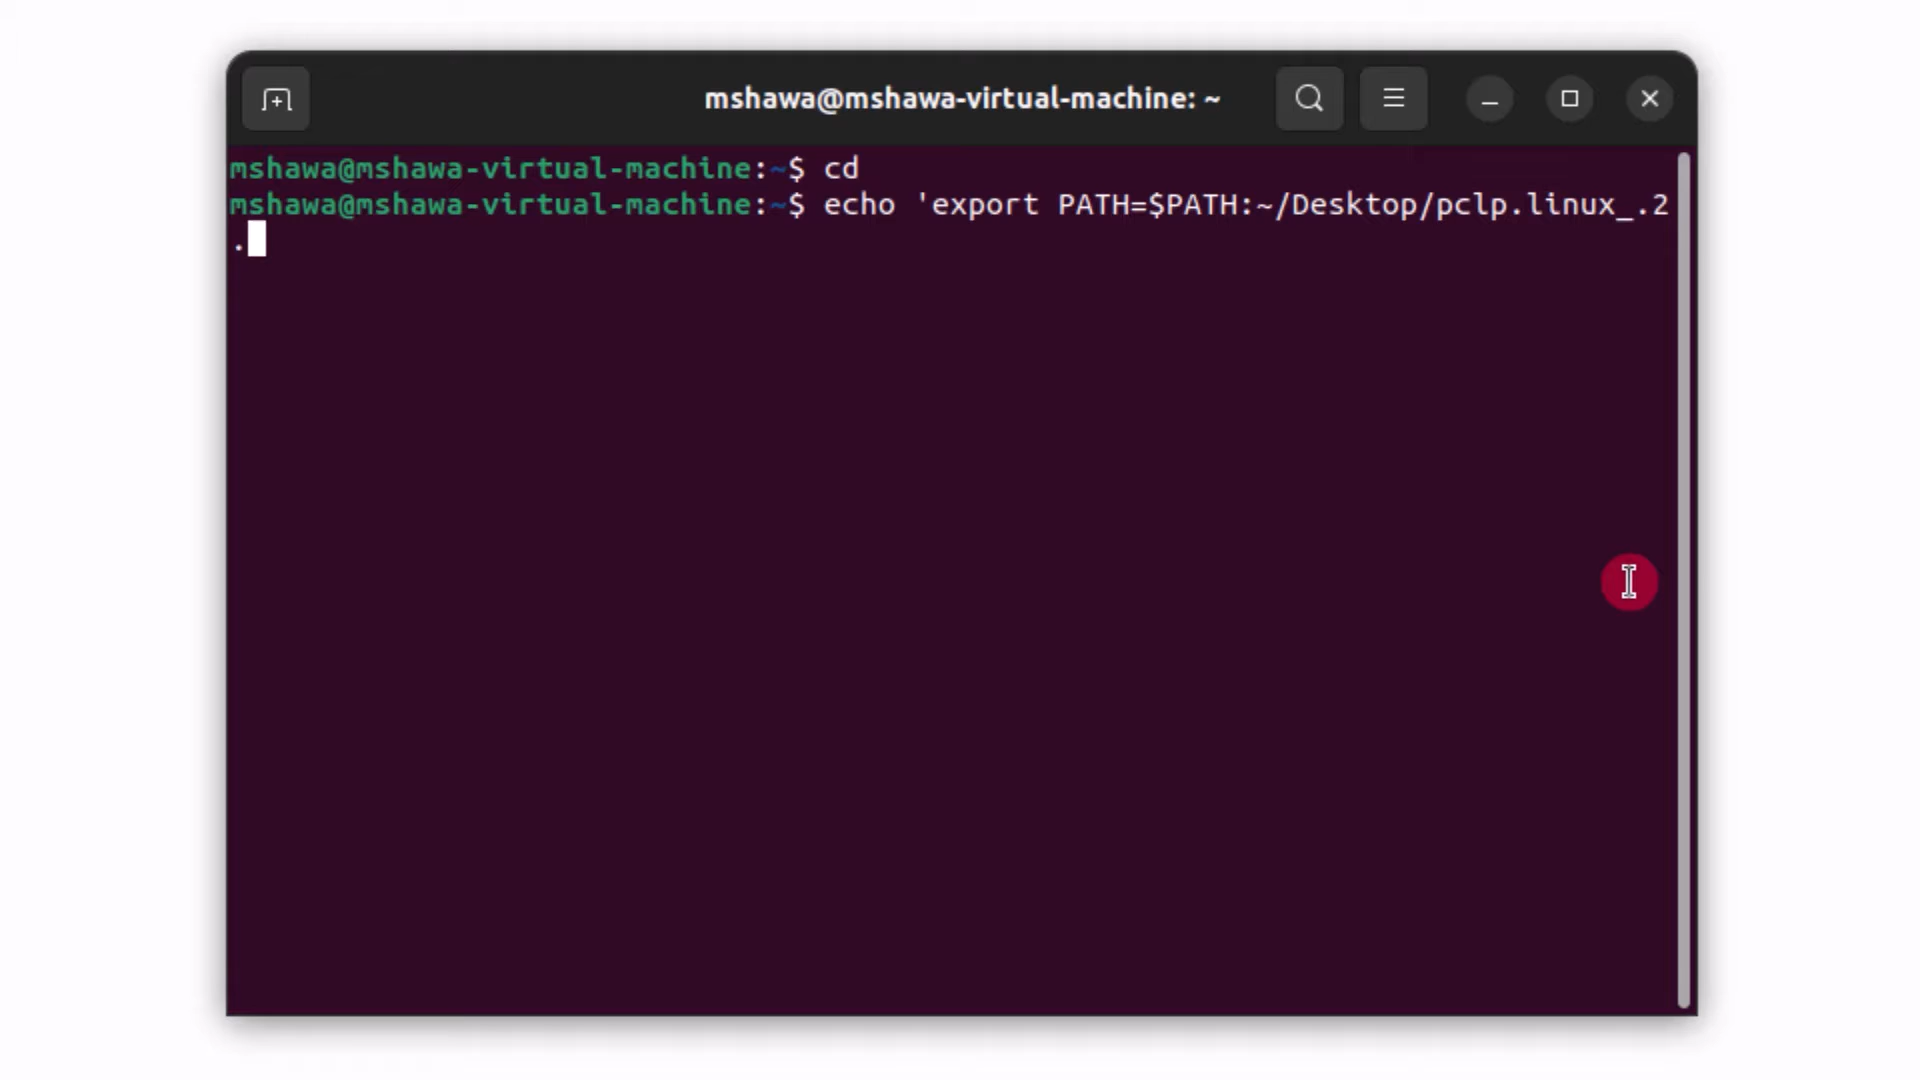 mshawa@mshawa-virtual-machine: ~
mshawa@mshawa-virtual-machine:~$ cd
mshawa@mshawa-virtual-machine:~$ echo 'export PATH=$PATH:~/Desktop/pclp.linux_.2
.